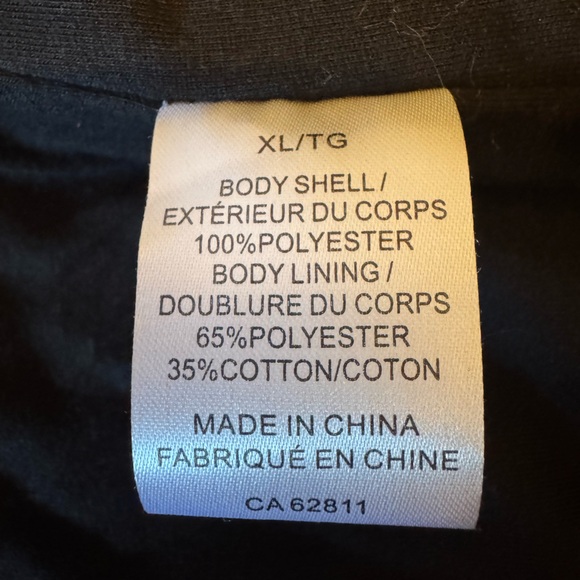 XL/TG
BODY SHELL /
EXTÉRIEUR DU CORPS
100%POLYESTER
BODY LINING /
DOUBLURE DU CORPS
65%POLYESTER
35%COTTON/COTON
MADE IN CHINA
FABRIQUÉ EN CHINE
CA 62811